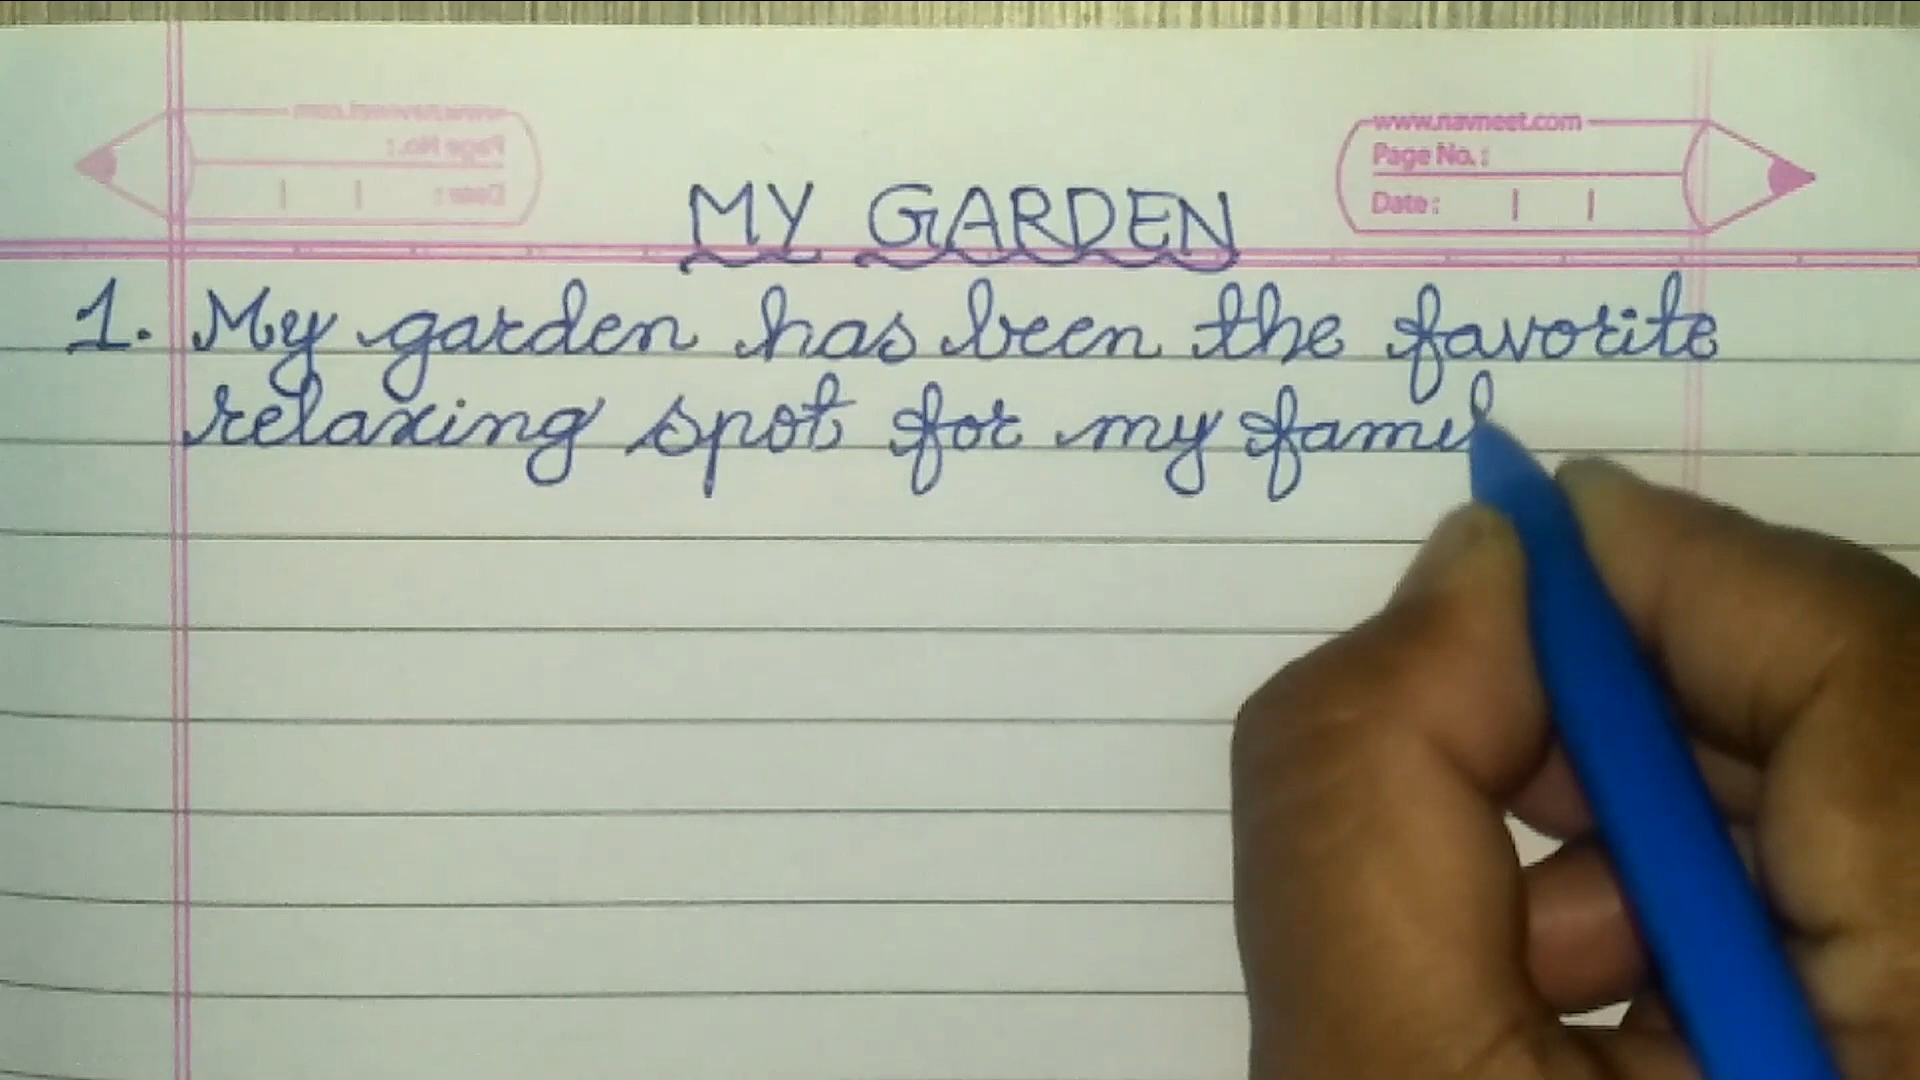 www.navneet.com
Page No. :
Date :
MY GARDEN
1. My garden has been the favorite
relaxing spot for my famil